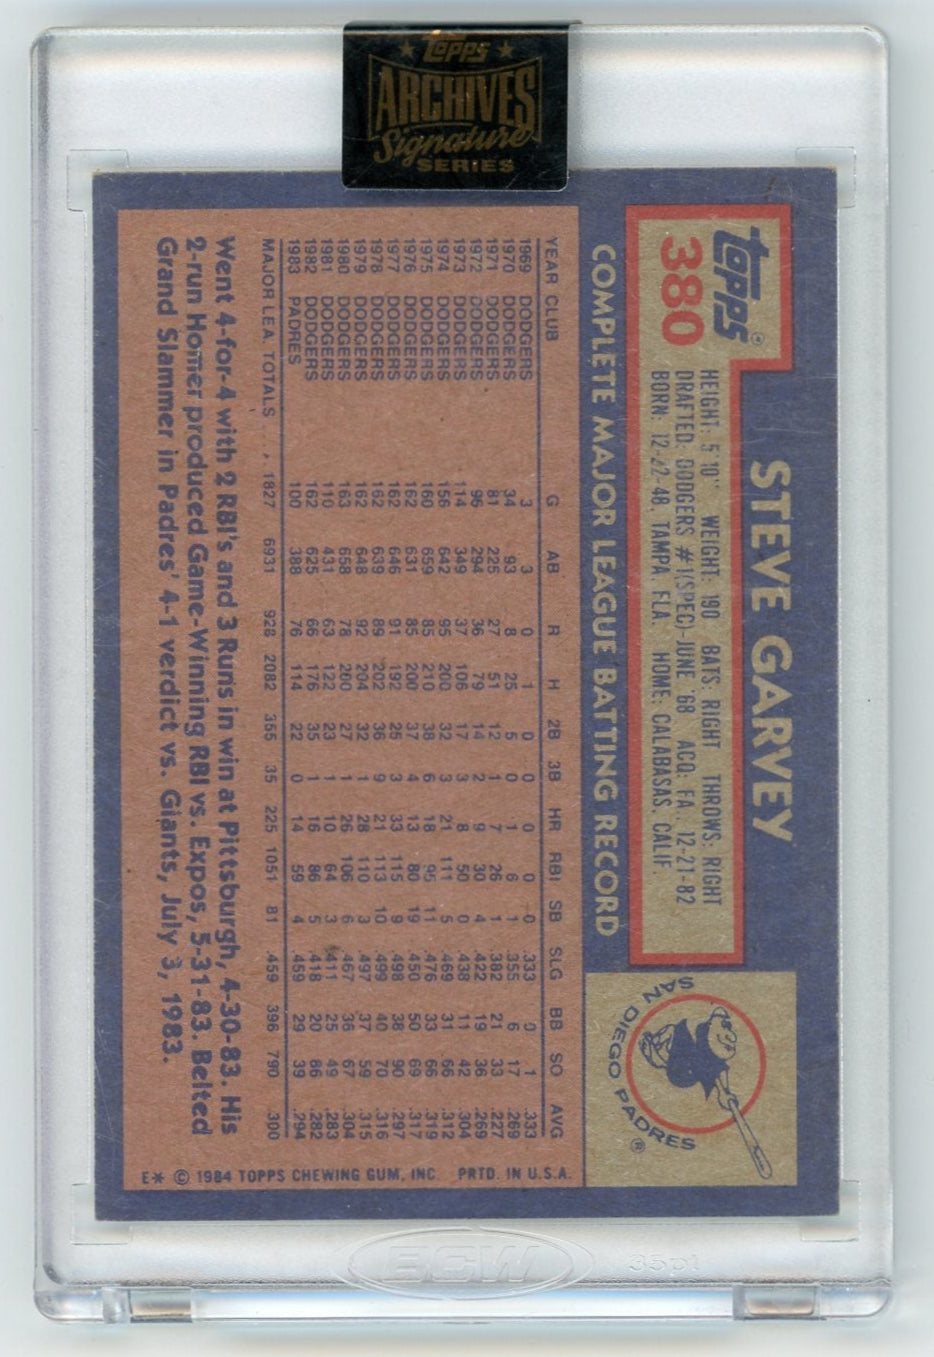 Topps
ARCHIVES
Signature
SERIES
topps®
380
STEVE GARVEY
HEIGHT: 5'10" WEIGHT: 190 BATS: RIGHT THROWS: RIGHT
DRAFTED: DODGERS #1(SPEC)-JUNE '68 ACQ: F.A., 12-21-82
BORN: 12-22-48, TAMPA, FLA. HOME: CALABASAS, CALIF.
SAN DIEGO PADRES®
COMPLETE MAJOR LEAGUE BATTING RECORD
YEAR CLUB G AB R H 2B 3B HR RBI SB SLG BB SO AVG
1969 DODGERS 3 3 0 1 0 0 0 0 0 .333 0 1 .333
1970 DODGERS 34 93 8 25 5 0 1 6 1 .355 6 17 .269
1971 DODGERS 81 225 27 51 12 1 7 26 1 .382 21 33 .227
1972 DODGERS 96 294 36 79 14 2 9 30 4 .422 19 36 .269
1973 DODGERS 114 349 37 106 17 3 8 50 0 .438 11 42 .304
1974 DODGERS 156 642 95 200 32 3 21 111 5 .469 31 66 .312
1975 DODGERS 160 659 85 210 38 6 18 95 11 .476 33 66 .319
1976 DODGERS 162 631 85 200 37 4 13 80 19 .450 50 69 .317
1977 DODGERS 162 646 91 192 25 3 33 115 9 .498 38 90 .297
1978 DODGERS 162 639 89 202 36 9 21 113 10 .499 40 70 .316
1979 DODGERS 162 648 92 204 32 1 28 110 3 .497 37 59 .315
1980 DODGERS 163 658 78 200 27 1 26 106 6 .467 36 67 .304
1981 DODGERS 110 431 63 122 23 1 10 64 3 .411 25 49 .283
1982 DODGERS 162 625 66 176 35 1 16 86 5 .418 20 86 .282
1983 PADRES 100 388 76 114 22 0 14 59 4 .459 29 39 .294
MAJOR LEA. TOTALS .... 1827 6931 928 2082 355 35 225 1051 81 .459 396 790 .300
Went 4-for-4 with 2 RBI's and 3 Runs in win at Pittsburgh, 4-30-83. His
2-run Homer produced Game-Winning RBI vs. Expos, 5-31-83. Belted
Grand Slammer in Padres' 4-1 verdict vs. Giants, July 3, 1983.
E* © 1984 TOPPS CHEWING GUM, INC. PRTD. IN U.S.A.
BCW
35pt